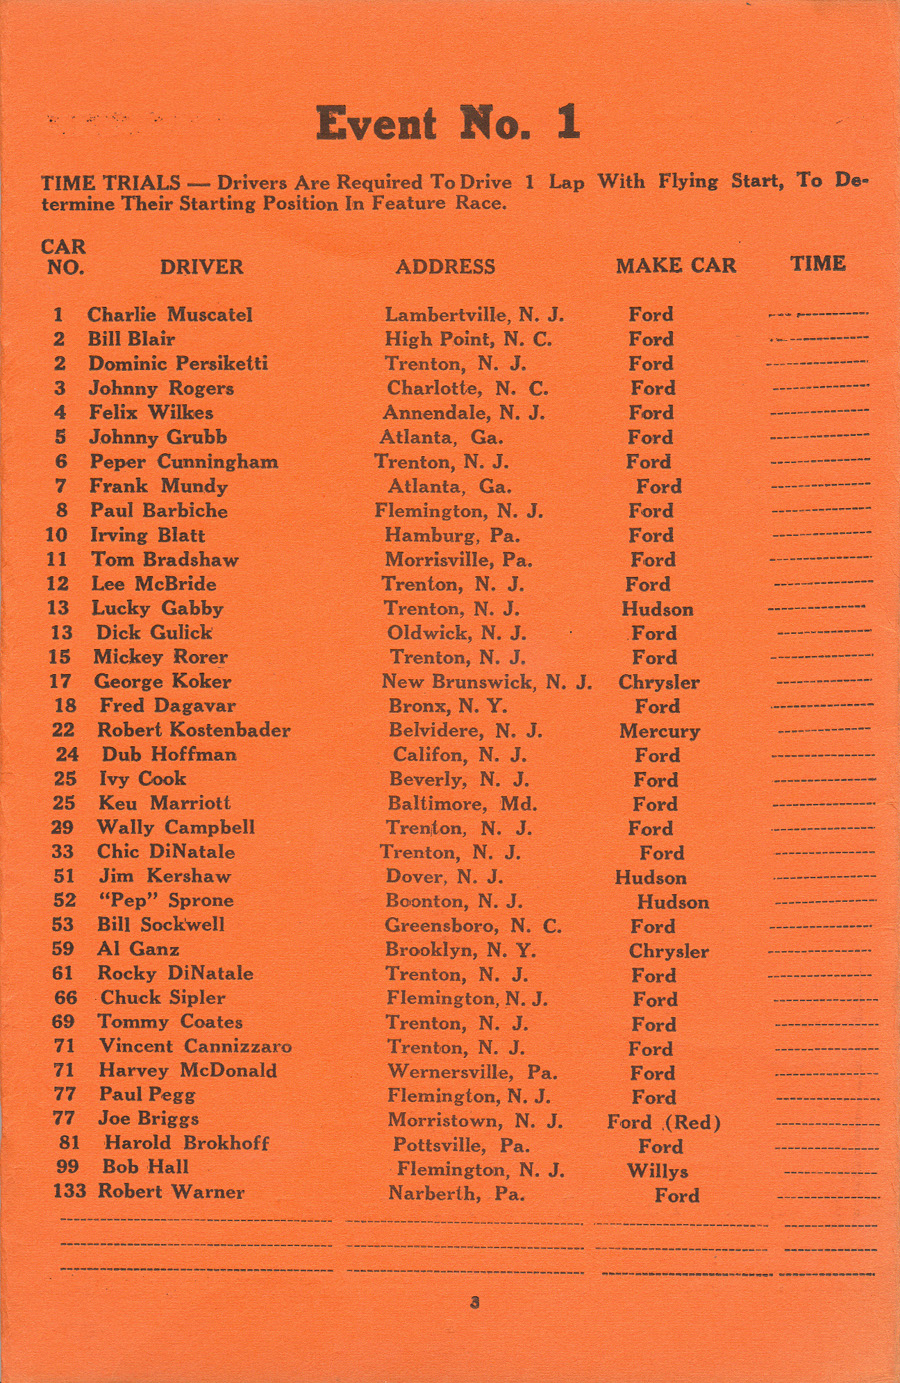 Event No. 1
TIME TRIALS — Drivers Are Required To Drive 1 Lap With Flying Start, To De-
termine Their Starting Position In Feature Race.
CAR
NO. DRIVER ADDRESS MAKE CAR TIME
1 Charlie Muscatel Lambertville, N. J. Ford
2 Bill Blair High Point, N. C. Ford
2 Dominic Persiketti Trenton, N. J. Ford
3 Johnny Rogers Charlotte, N. C. Ford
4 Felix Wilkes Annendale, N. J. Ford
5 Johnny Grubb Atlanta, Ga. Ford
6 Peper Cunningham Trenton, N. J. Ford
7 Frank Mundy Atlanta, Ga. Ford
8 Paul Barbiche Flemington, N. J. Ford
10 Irving Blatt Hamburg, Pa. Ford
11 Tom Bradshaw Morrisville, Pa. Ford
12 Lee McBride Trenton, N. J. Ford
13 Lucky Gabby Trenton, N. J. Hudson
13 Dick Gulick Oldwick, N. J. Ford
15 Mickey Rorer Trenton, N. J. Ford
17 George Koker New Brunswick, N. J. Chrysler
18 Fred Dagavar Bronx, N. Y. Ford
22 Robert Kostenbader Belvidere, N. J. Mercury
24 Dub Hoffman Califon, N. J. Ford
25 Ivy Cook Beverly, N. J. Ford
25 Keu Marriott Baltimore, Md. Ford
29 Wally Campbell Trenton, N. J. Ford
33 Chic DiNatale Trenton, N. J. Ford
51 Jim Kershaw Dover, N. J. Hudson
52 "Pep" Sprone Boonton, N. J. Hudson
53 Bill Sockwell Greensboro, N. C. Ford
59 Al Ganz Brooklyn, N. Y. Chrysler
61 Rocky DiNatale Trenton, N. J. Ford
66 Chuck Sipler Flemington, N. J. Ford
69 Tommy Coates Trenton, N. J. Ford
71 Vincent Cannizzaro Trenton, N. J. Ford
71 Harvey McDonald Wernersville, Pa. Ford
77 Paul Pegg Flemington, N. J. Ford
77 Joe Briggs Morristown, N. J. Ford (Red)
81 Harold Brokhoff Pottsville, Pa. Ford
99 Bob Hall Flemington, N. J. Willys
133 Robert Warner Narberth, Pa. Ford
3